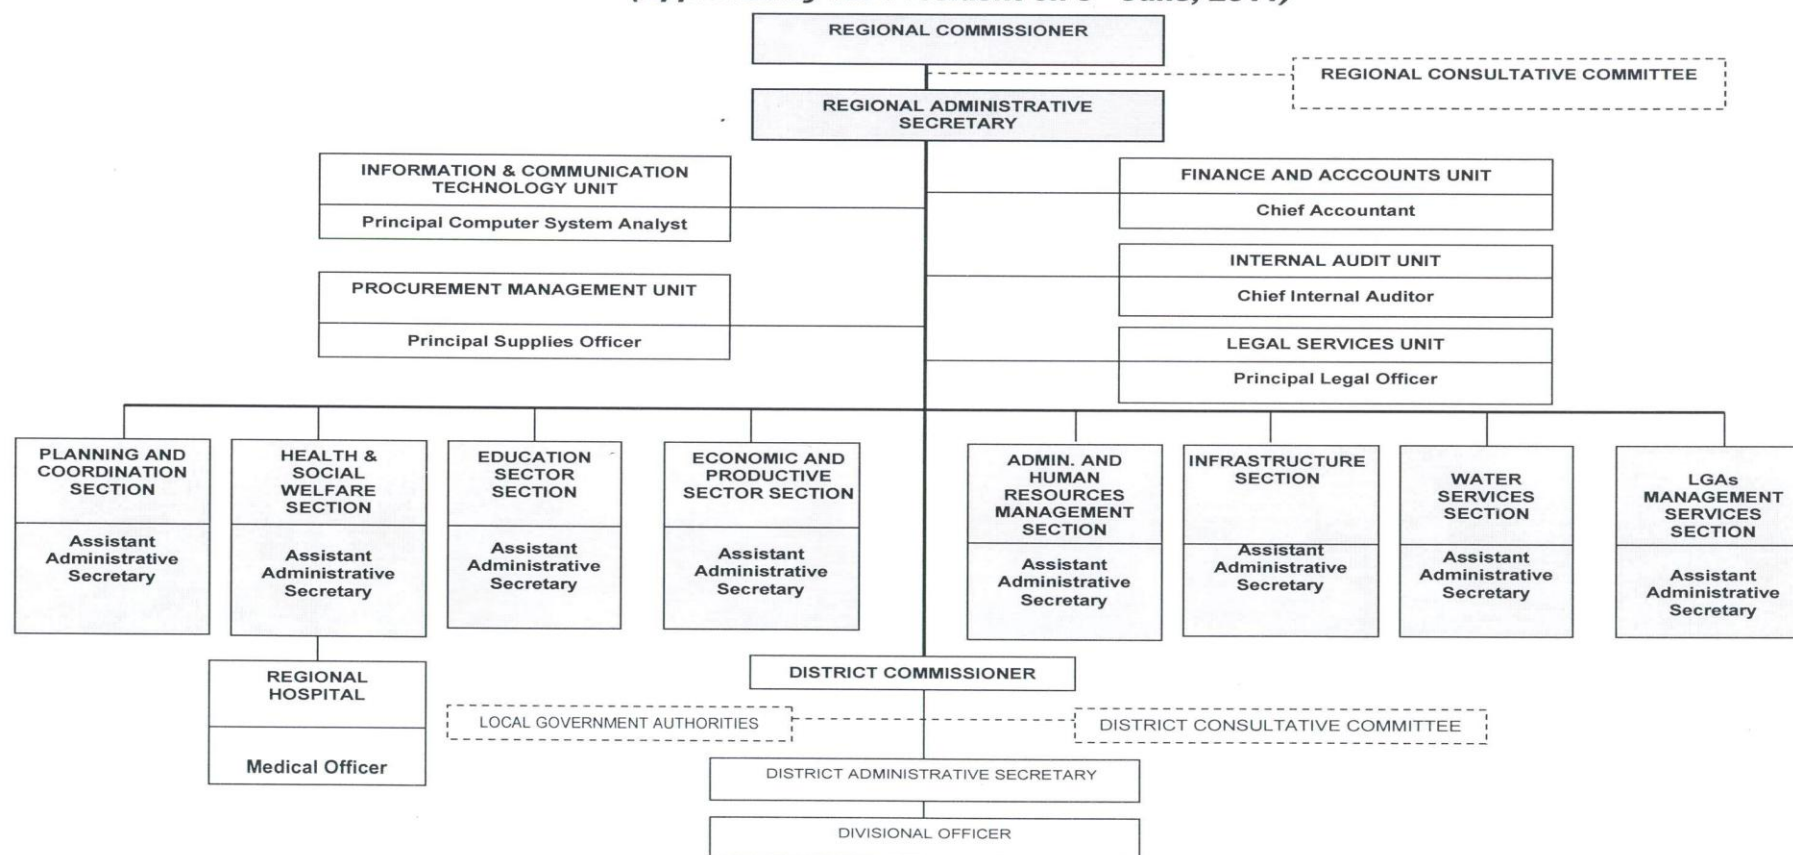 REGIONAL COMMISSIONER
REGIONAL CONSULTATIVE COMMITTEE
REGIONAL ADMINISTRATIVE
SECRETARY
INFORMATION & COMMUNICATION
TECHNOLOGY UNIT
Principal Computer System Analyst
FINANCE AND ACCCOUNTS UNIT
Chief Accountant
PROCUREMENT MANAGEMENT UNIT
Principal Supplies Officer
INTERNAL AUDIT UNIT
Chief Internal Auditor
LEGAL SERVICES UNIT
Principal Legal Officer
PLANNING AND
COORDINATION
SECTION
Assistant
Administrative
Secretary
HEALTH &
SOCIAL
WELFARE
SECTION
Assistant
Administrative
Secretary
EDUCATION
SECTOR
SECTION
Assistant
Administrative
Secretary
ECONOMIC AND
PRODUCTIVE
SECTOR SECTION
Assistant
Administrative
Secretary
ADMIN. AND
HUMAN
RESOURCES
MANAGEMENT
SECTION
Assistant
Administrative
Secretary
INFRASTRUCTURE
SECTION
Assistant
Administrative
Secretary
WATER
SERVICES
SECTION
Assistant
Administrative
Secretary
LGAs
MANAGEMENT
SERVICES
SECTION
Assistant
Administrative
Secretary
REGIONAL
HOSPITAL
Medical Officer
DISTRICT COMMISSIONER
LOCAL GOVERNMENT AUTHORITIES
DISTRICT CONSULTATIVE COMMITTEE
DISTRICT ADMINISTRATIVE SECRETARY
DIVISIONAL OFFICER